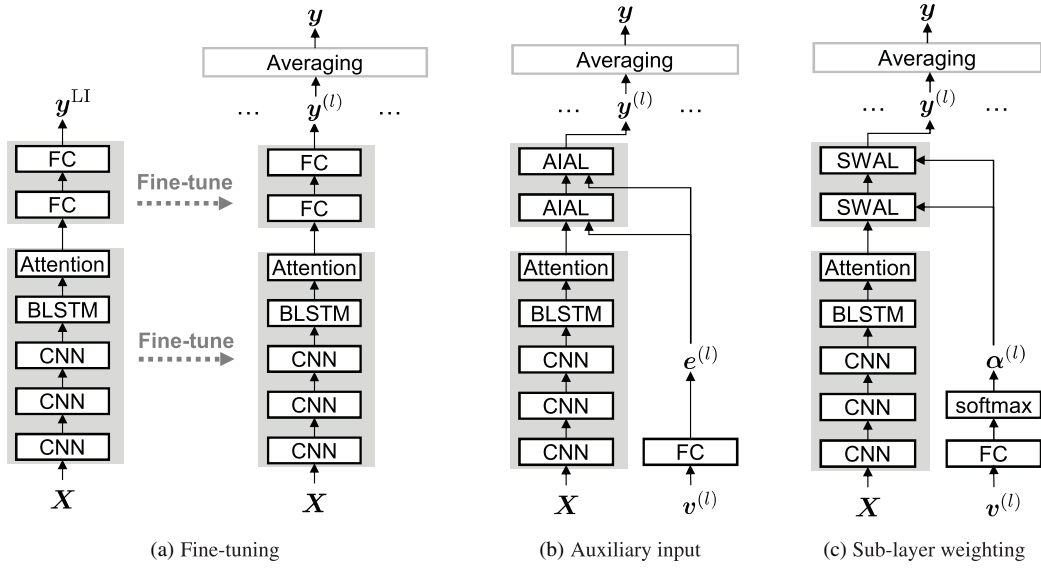 y^LI
FC
FC
Attention
BLSTM
CNN
CNN
CNN
X
Fine-tune
Fine-tune
y
Averaging
... y^(l) ...
FC
FC
Attention
BLSTM
CNN
CNN
CNN
X
(a) Fine-tuning
y
Averaging
... y^(l) ...
AIAL
AIAL
Attention
BLSTM
CNN
CNN
CNN
X
e^(l)
FC
v^(l)
(b) Auxiliary input
y
Averaging
... y^(l) ...
SWAL
SWAL
Attention
BLSTM
CNN
CNN
CNN
X
α^(l)
softmax
FC
v^(l)
(c) Sub-layer weighting